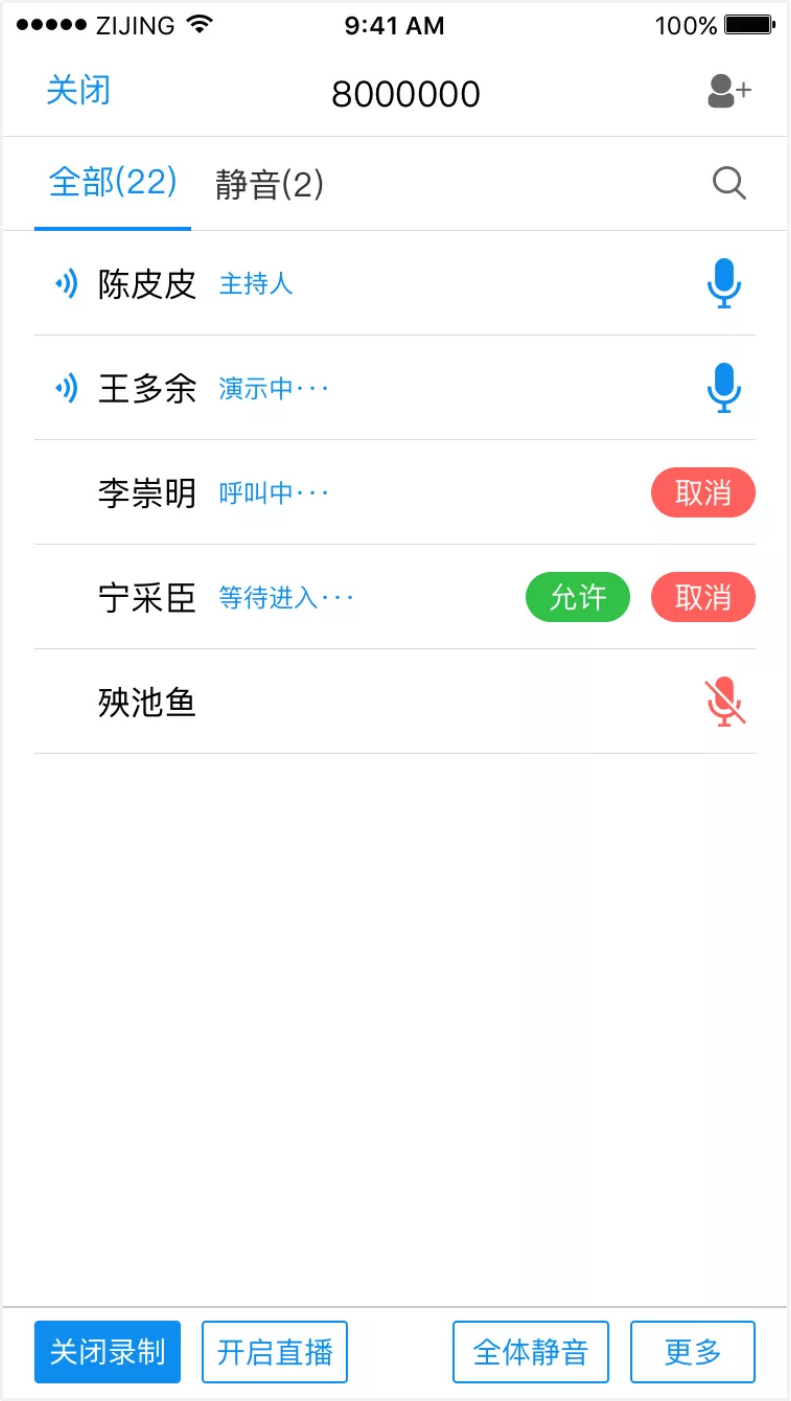 ZIJING 9:41 AM 100%
关闭 8000000
全部(22) 静音(2)
陈皮皮 主持人
王多余 演示中···
李崇明 呼叫中··· 取消
宁采臣 等待进入··· 允许 取消
殃池鱼
关闭录制 开启直播 全体静音 更多